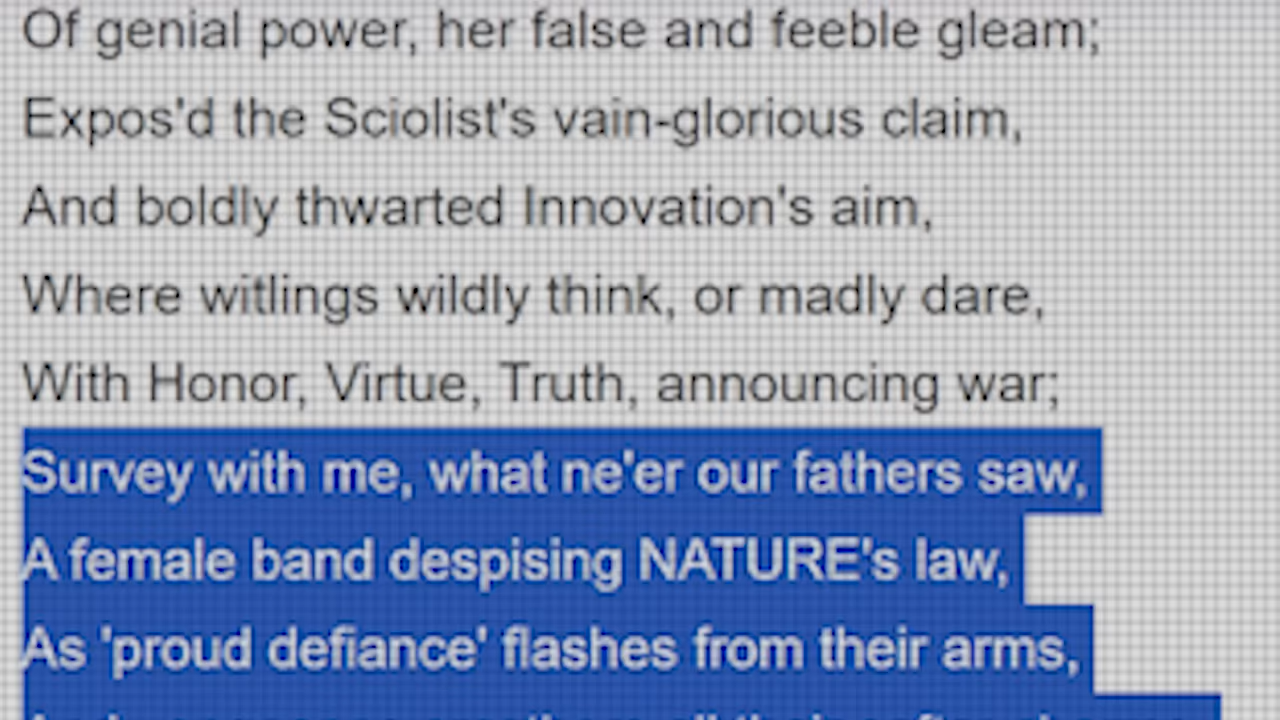 Of genial power, her false and feeble gleam;
Expos'd the Sciolist's vain-glorious claim,
And boldly thwarted Innovation's aim,
Where witlings wildly think, or madly dare,
With Honor, Virtue, Truth, announcing war;
Survey with me, what ne'er our fathers saw,
A female band despising NATURE's law,
As 'proud defiance' flashes from their arms,